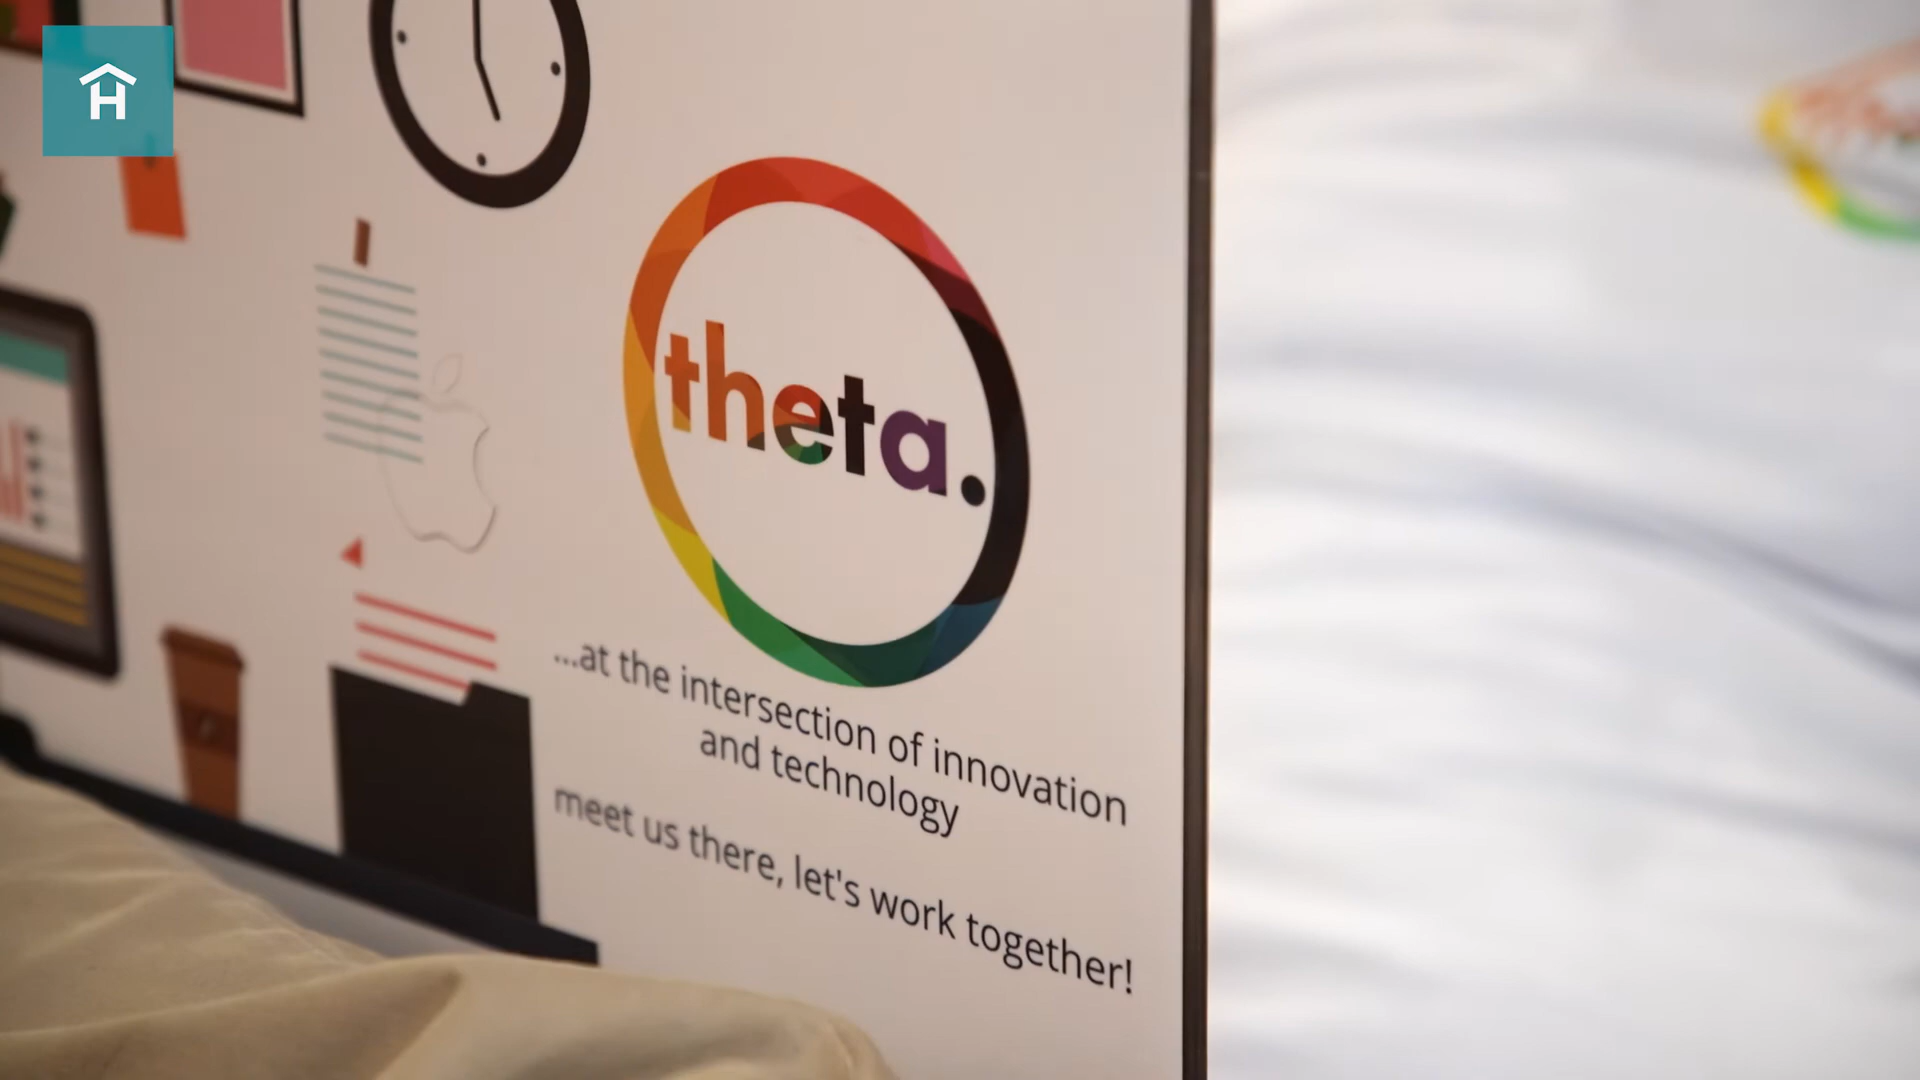 H
theta.
...at the intersection of innovation
and technology
meet us there, let's work together!